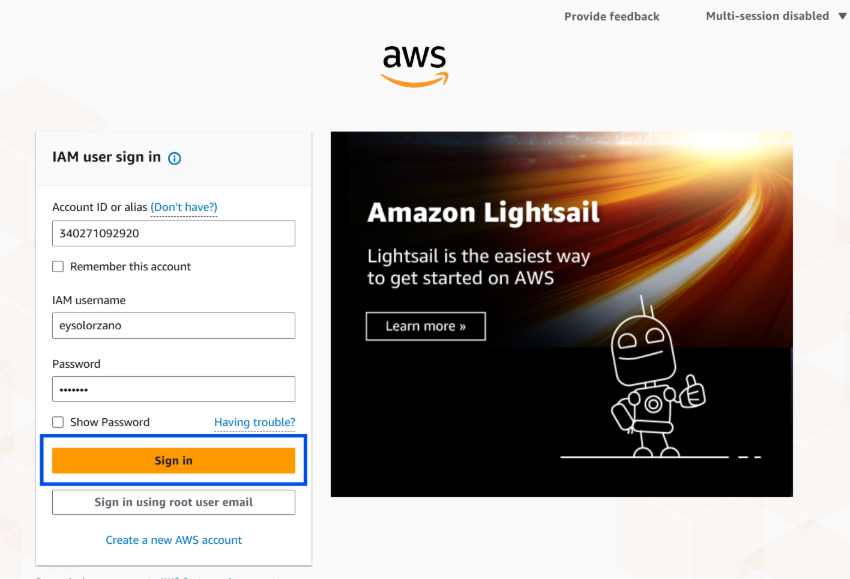 Provide feedback Multi-session disabled ▼
aws
IAM user sign in
Account ID or alias (Don't have?)
340271092920
Remember this account
IAM username
eysolorzano
Password
•••••••
Show Password Having trouble?
Sign in
Sign in using root user email
Create a new AWS account
Amazon Lightsail
Lightsail is the easiest way
to get started on AWS
Learn more »